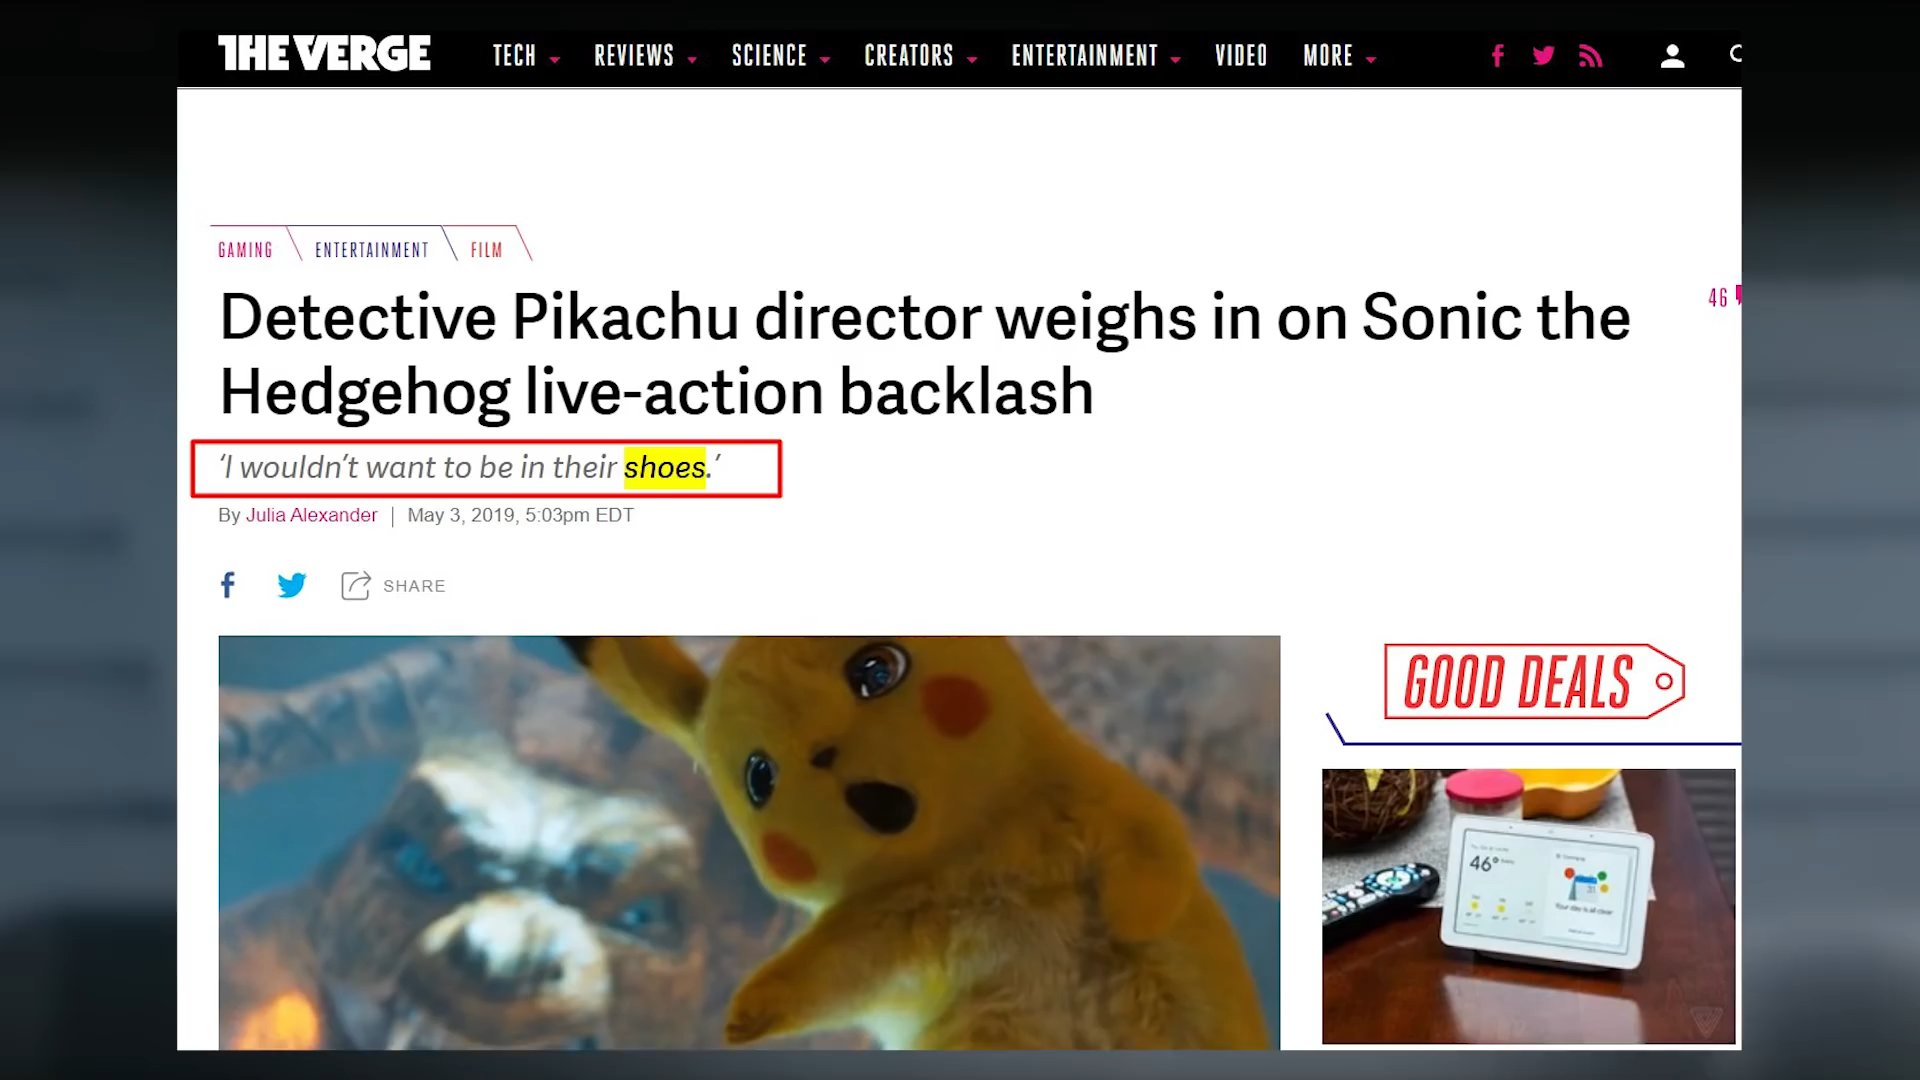 THE VERGE
TECH REVIEWS SCIENCE CREATORS ENTERTAINMENT VIDEO MORE
GAMING ENTERTAINMENT FILM
Detective Pikachu director weighs in on Sonic the
46
Hedgehog live-action backlash
‘I wouldn’t want to be in their shoes.’
By Julia Alexander | May 3, 2019, 5:03pm EDT
SHARE
GOOD DEALS
46°